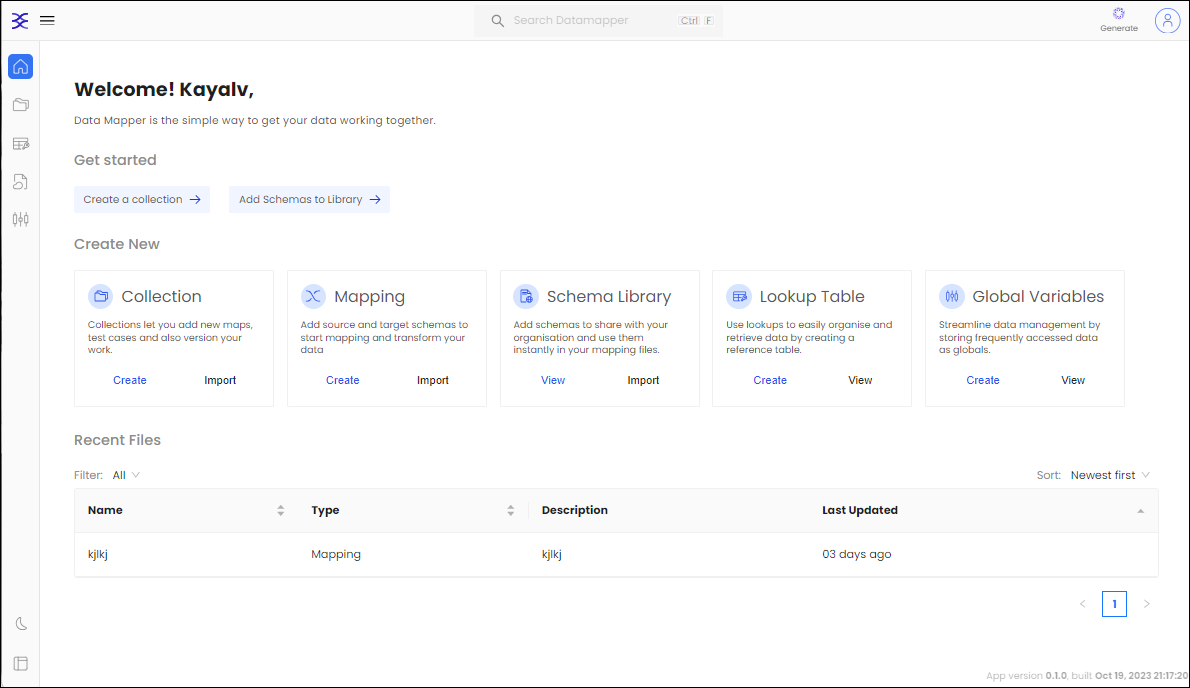 Search Datamapper Ctrl F
Generate
Welcome! Kayalv,
Data Mapper is the simple way to get your data working together.
Get started
Create a collection → Add Schemas to Library →
Create New
Collection
Collections let you add new maps,
test cases and also version your
work.
Create Import
Mapping
Add source and target schemas to
start mapping and transform your
data
Create Import
Schema Library
Add schemas to share with your
organisation and use them
instantly in your mapping files.
View Import
Lookup Table
Use lookups to easily organise and
retrieve data by creating a
reference table.
Create View
Global Variables
Streamline data management by
storing frequently accessed data
as globals.
Create View
Recent Files
Filter: All Sort: Newest first
Name Type Description Last Updated
kjlkj Mapping kjlkj 03 days ago
< 1 >
App version 0.1.0, built Oct 19, 2023 21:17:20